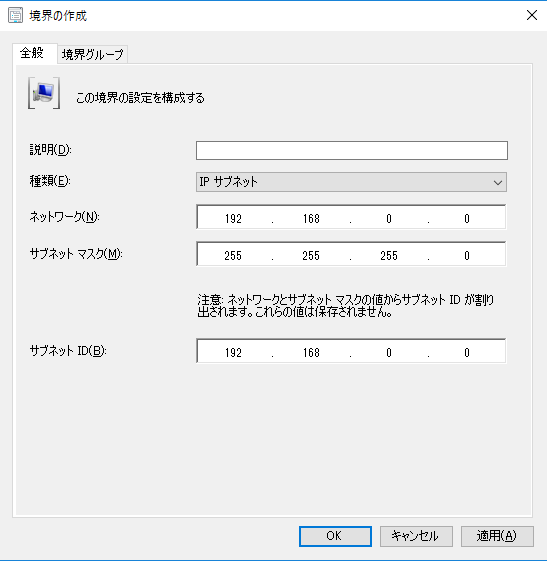 境界の作成
全般 境界グループ
この境界の設定を構成する
説明(D):
種類(E): IP サブネット
ネットワーク(N): 192 . 168 . 0 . 0
サブネット マスク(M): 255 . 255 . 255 . 0
注意: ネットワークとサブネット マスクの値からサブネット ID が割り
出されます。これらの値は保存されません。
サブネット ID(B): 192 . 168 . 0 . 0
OK キャンセル 適用(A)